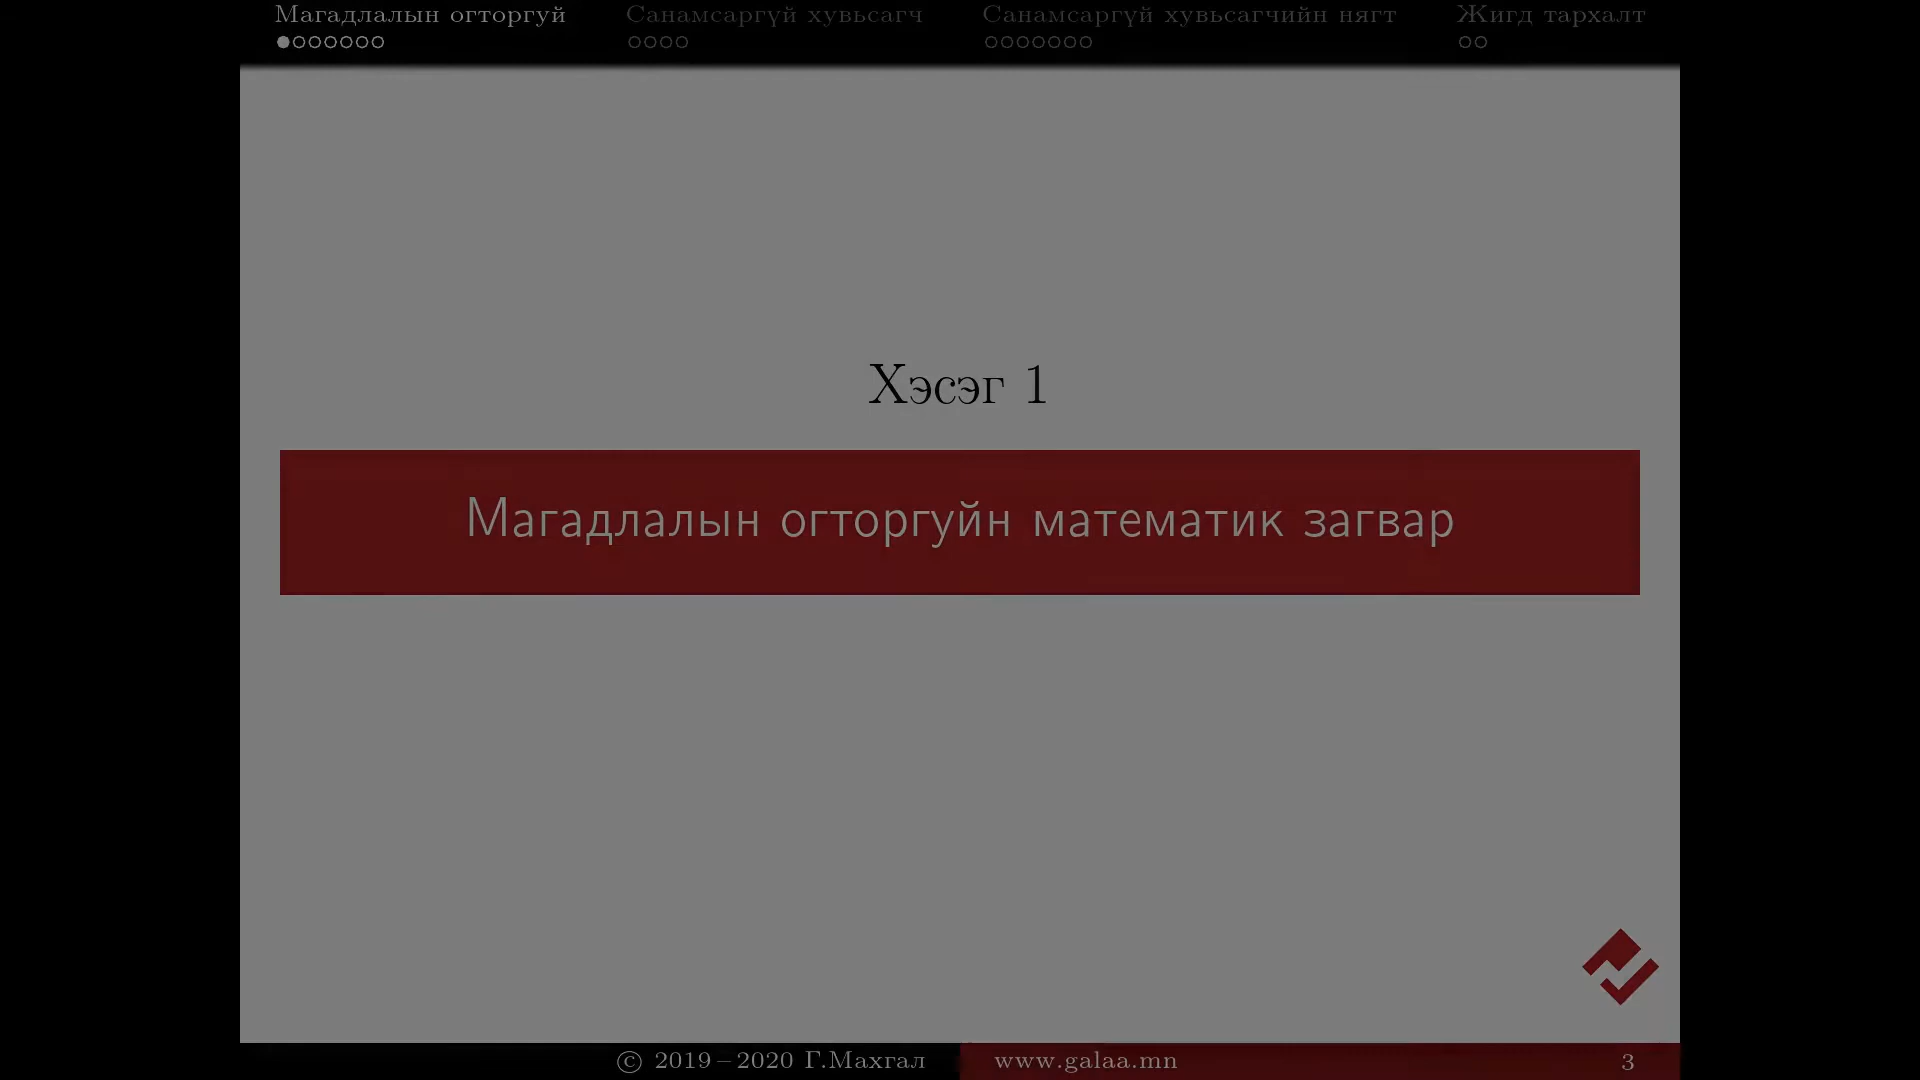 Магадлалын огторгуй Санамсаргүй хувьсагч Санамсаргүй хувьсагчийн нягт Жигд тархалт
Хэсэг 1
Магадлалын огторгуйн математик загвар
© 2019–2020 Г.Махгал www.galaa.mn 3